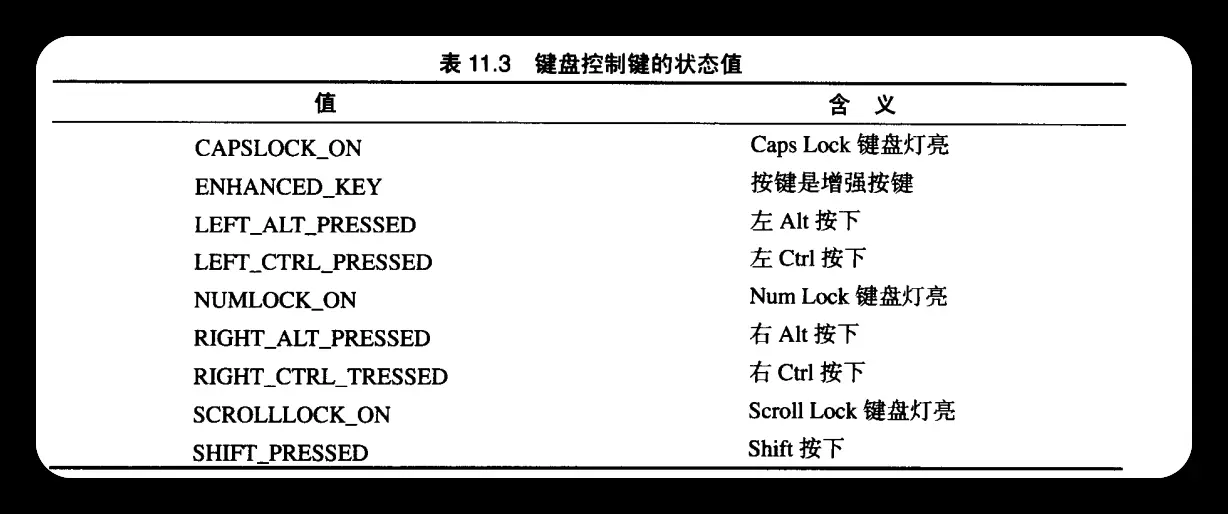 表 11.3 键盘控制键的状态值
值 含 义
CAPSLOCK_ON Caps Lock 键盘灯亮
ENHANCED_KEY 按键是增强按键
LEFT_ALT_PRESSED 左 Alt 按下
LEFT_CTRL_PRESSED 左 Ctrl 按下
NUMLOCK_ON Num Lock 键盘灯亮
RIGHT_ALT_PRESSED 右 Alt 按下
RIGHT_CTRL_TRESSED 右 Ctrl 按下
SCROLLLOCK_ON Scroll Lock 键盘灯亮
SHIFT_PRESSED Shift 按下